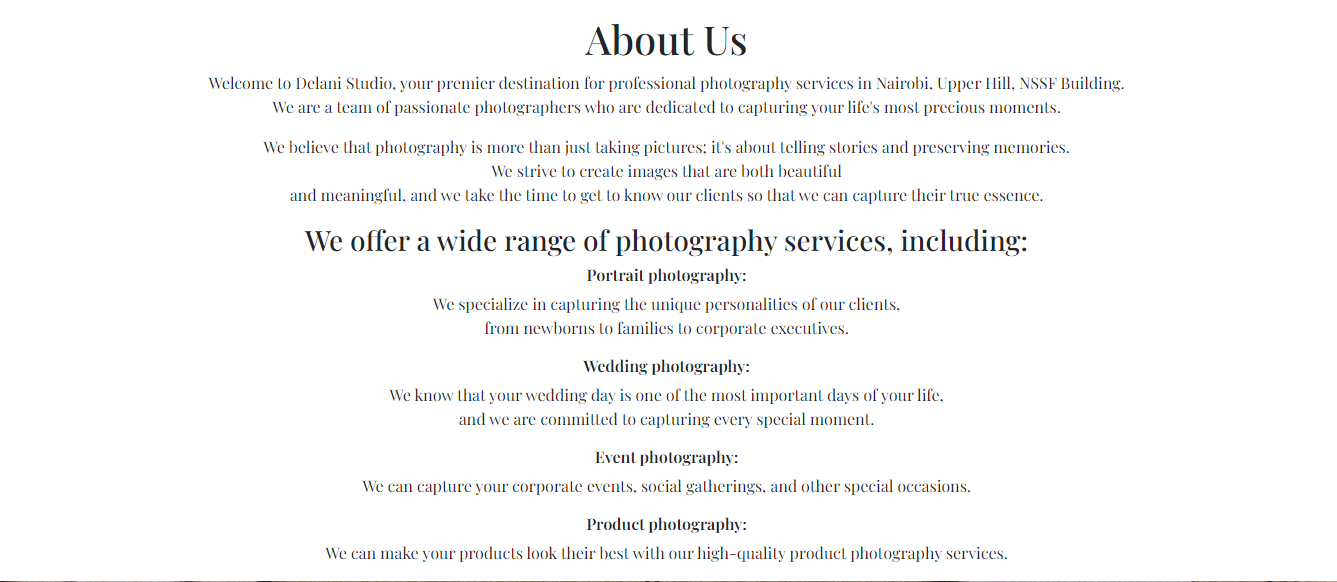 About Us
Welcome to Delani Studio, your premier destination for professional photography services in Nairobi, Upper Hill, NSSF Building.
We are a team of passionate photographers who are dedicated to capturing your life's most precious moments.
We believe that photography is more than just taking pictures; it's about telling stories and preserving memories.
We strive to create images that are both beautiful
and meaningful, and we take the time to get to know our clients so that we can capture their true essence.
We offer a wide range of photography services, including:
Portrait photography:
We specialize in capturing the unique personalities of our clients,
from newborns to families to corporate executives.
Wedding photography:
We know that your wedding day is one of the most important days of your life,
and we are committed to capturing every special moment.
Event photography:
We can capture your corporate events, social gatherings, and other special occasions.
Product photography:
We can make your products look their best with our high-quality product photography services.